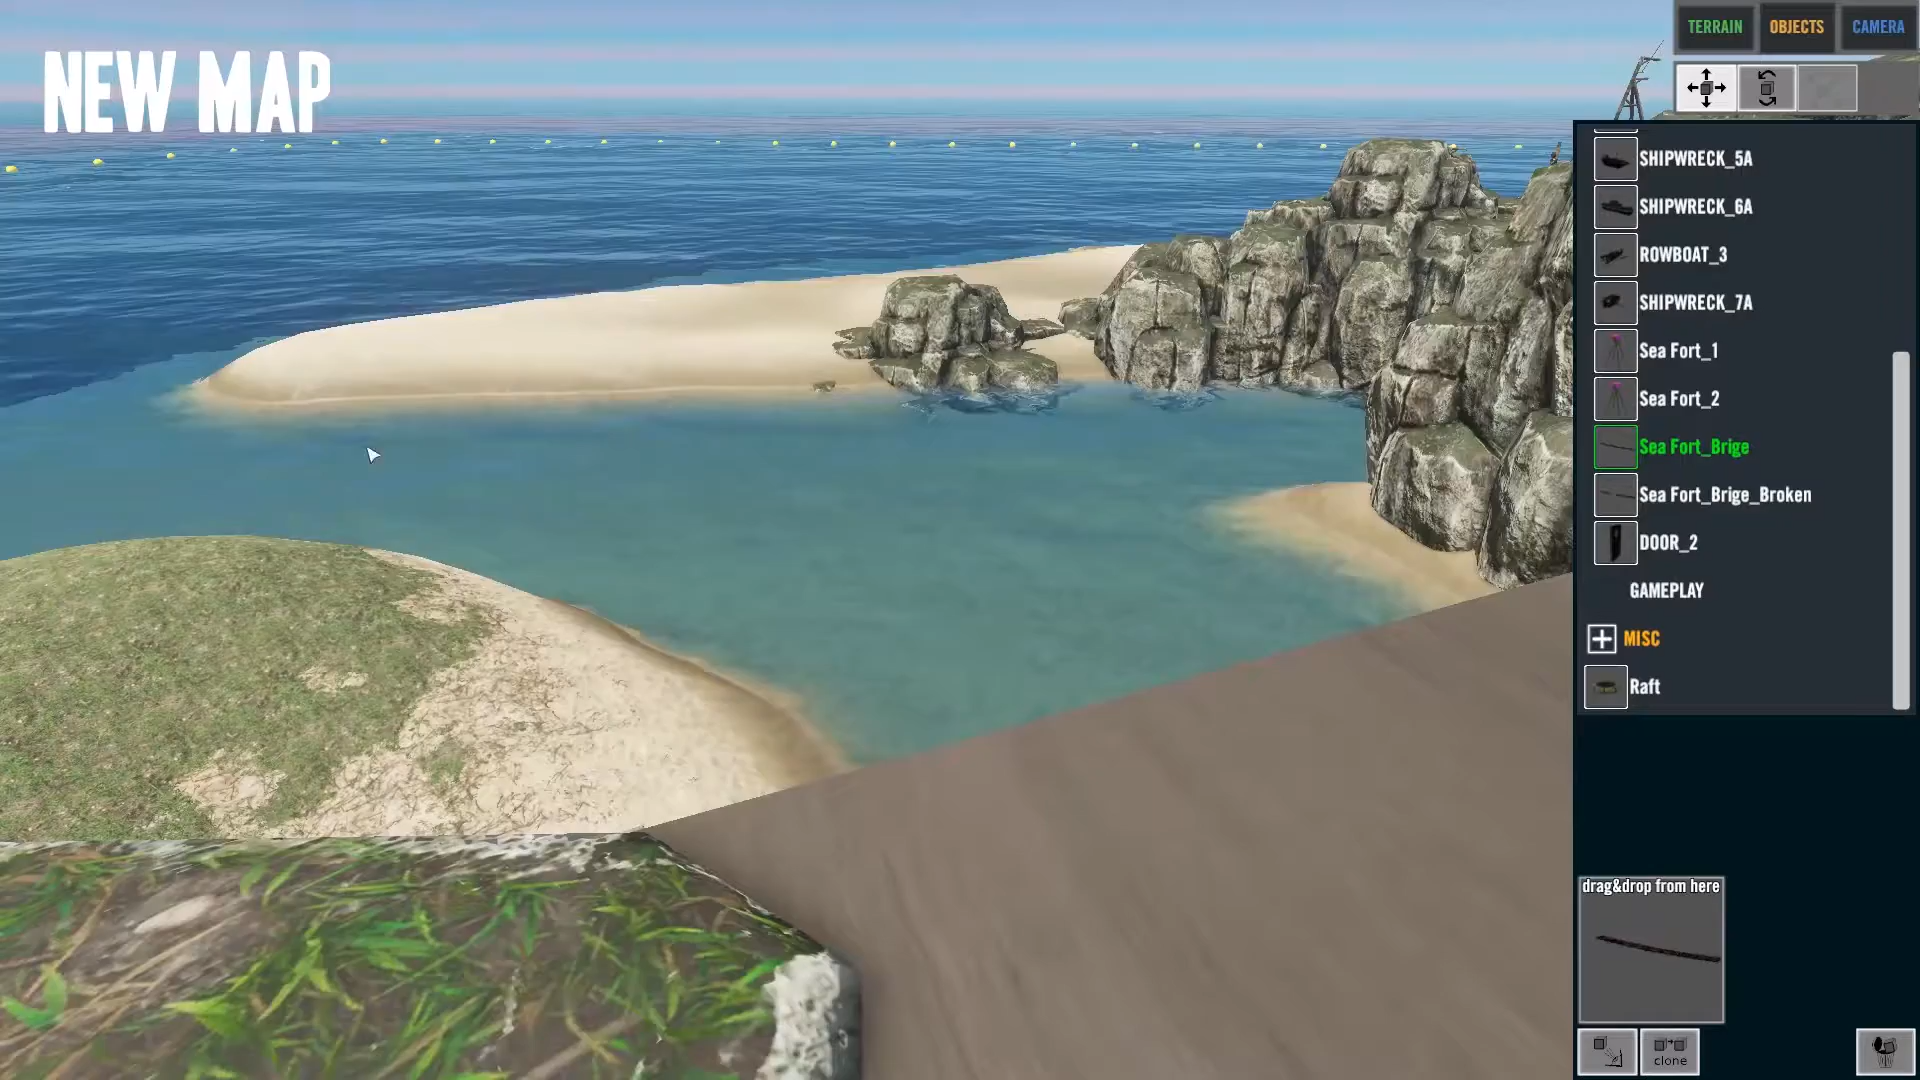 NEW MAP
TERRAIN
OBJECTS
CAMERA
SHIPWRECK_5A
SHIPWRECK_6A
ROWBOAT_3
SHIPWRECK_7A
Sea Fort_1
Sea Fort_2
Sea Fort_Brige
Sea Fort_Brige_Broken
DOOR_2
GAMEPLAY
MISC
Raft
drag&drop from here
clone